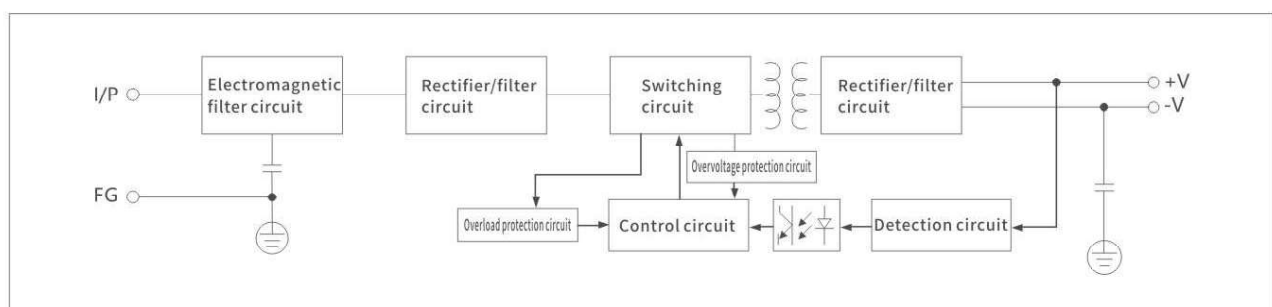 I/P
Electromagnetic
filter circuit
Rectifier/filter
circuit
Switching
circuit
Rectifier/filter
circuit
+V
-V
Overvoltage protection circuit
FG
Overload protection circuit
Control circuit
Detection circuit